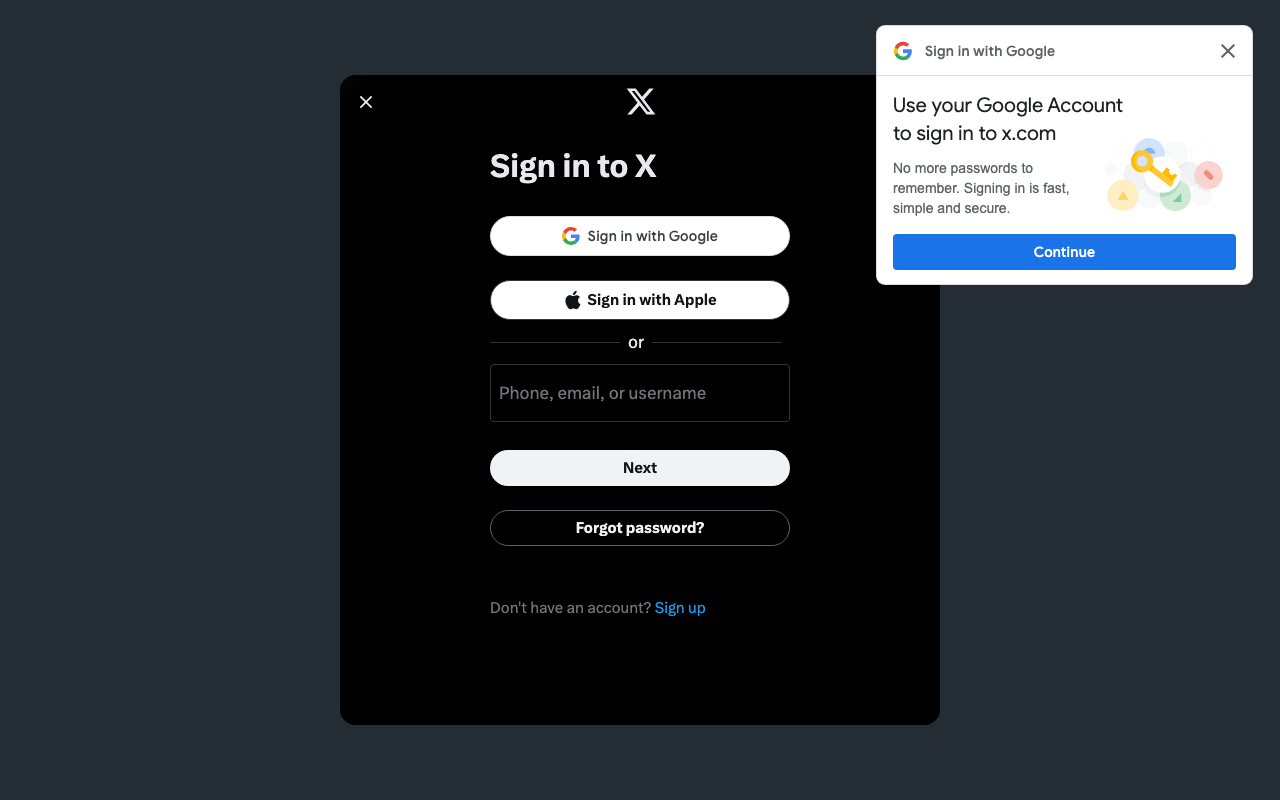 Sign in to X
Sign in with Google
Sign in with Apple
or
Phone, email, or username
Next
Forgot password?
Don't have an account? Sign up
Sign in with Google
Use your Google Account
to sign in to x.com
No more passwords to
remember. Signing in is fast,
simple and secure.
Continue